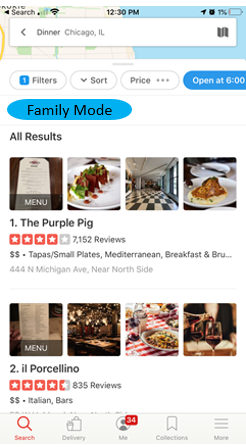 Search 12:30 PM 1%
Dinner Chicago, IL
1 Filters Sort Price Open at 6:00
Family Mode
All Results
MENU
1. The Purple Pig
7,152 Reviews
$$ • Tapas/Small Plates, Mediterranean, Breakfast & Bru...
444 N Michigan Ave, Near North Side
MENU
2. il Porcellino
835 Reviews
$$ • Italian, Bars
34
Search Delivery Me Collections More